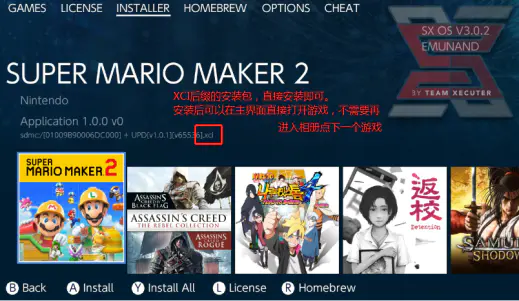 GAMES LICENSE INSTALLER HOMEBREW OPTIONS CHEAT
SX OS V3.0.2
EMUNAND
BY TEAM XECUTER
SUPER MARIO MAKER 2
Nintendo
Application 1.0.0 v0
sdmc:/[01009B90006DC000] + UPD[v1.0.1][v65536].xci
XCI后缀的安装包，直接安装即可。
安装后可以在主界面直接打开游戏，不需要再
进入相册点下一个游戏
SUPER MARIO MAKER 2
ASSASSIN'S CREED
BLACK FLAG
ASSASSIN'S CREED
THE REBEL COLLECTION
ASSASSIN'S CREED
ROGUE
返校
Detention
SAMURAI
B Back A Install Y Install All L License R Homebrew